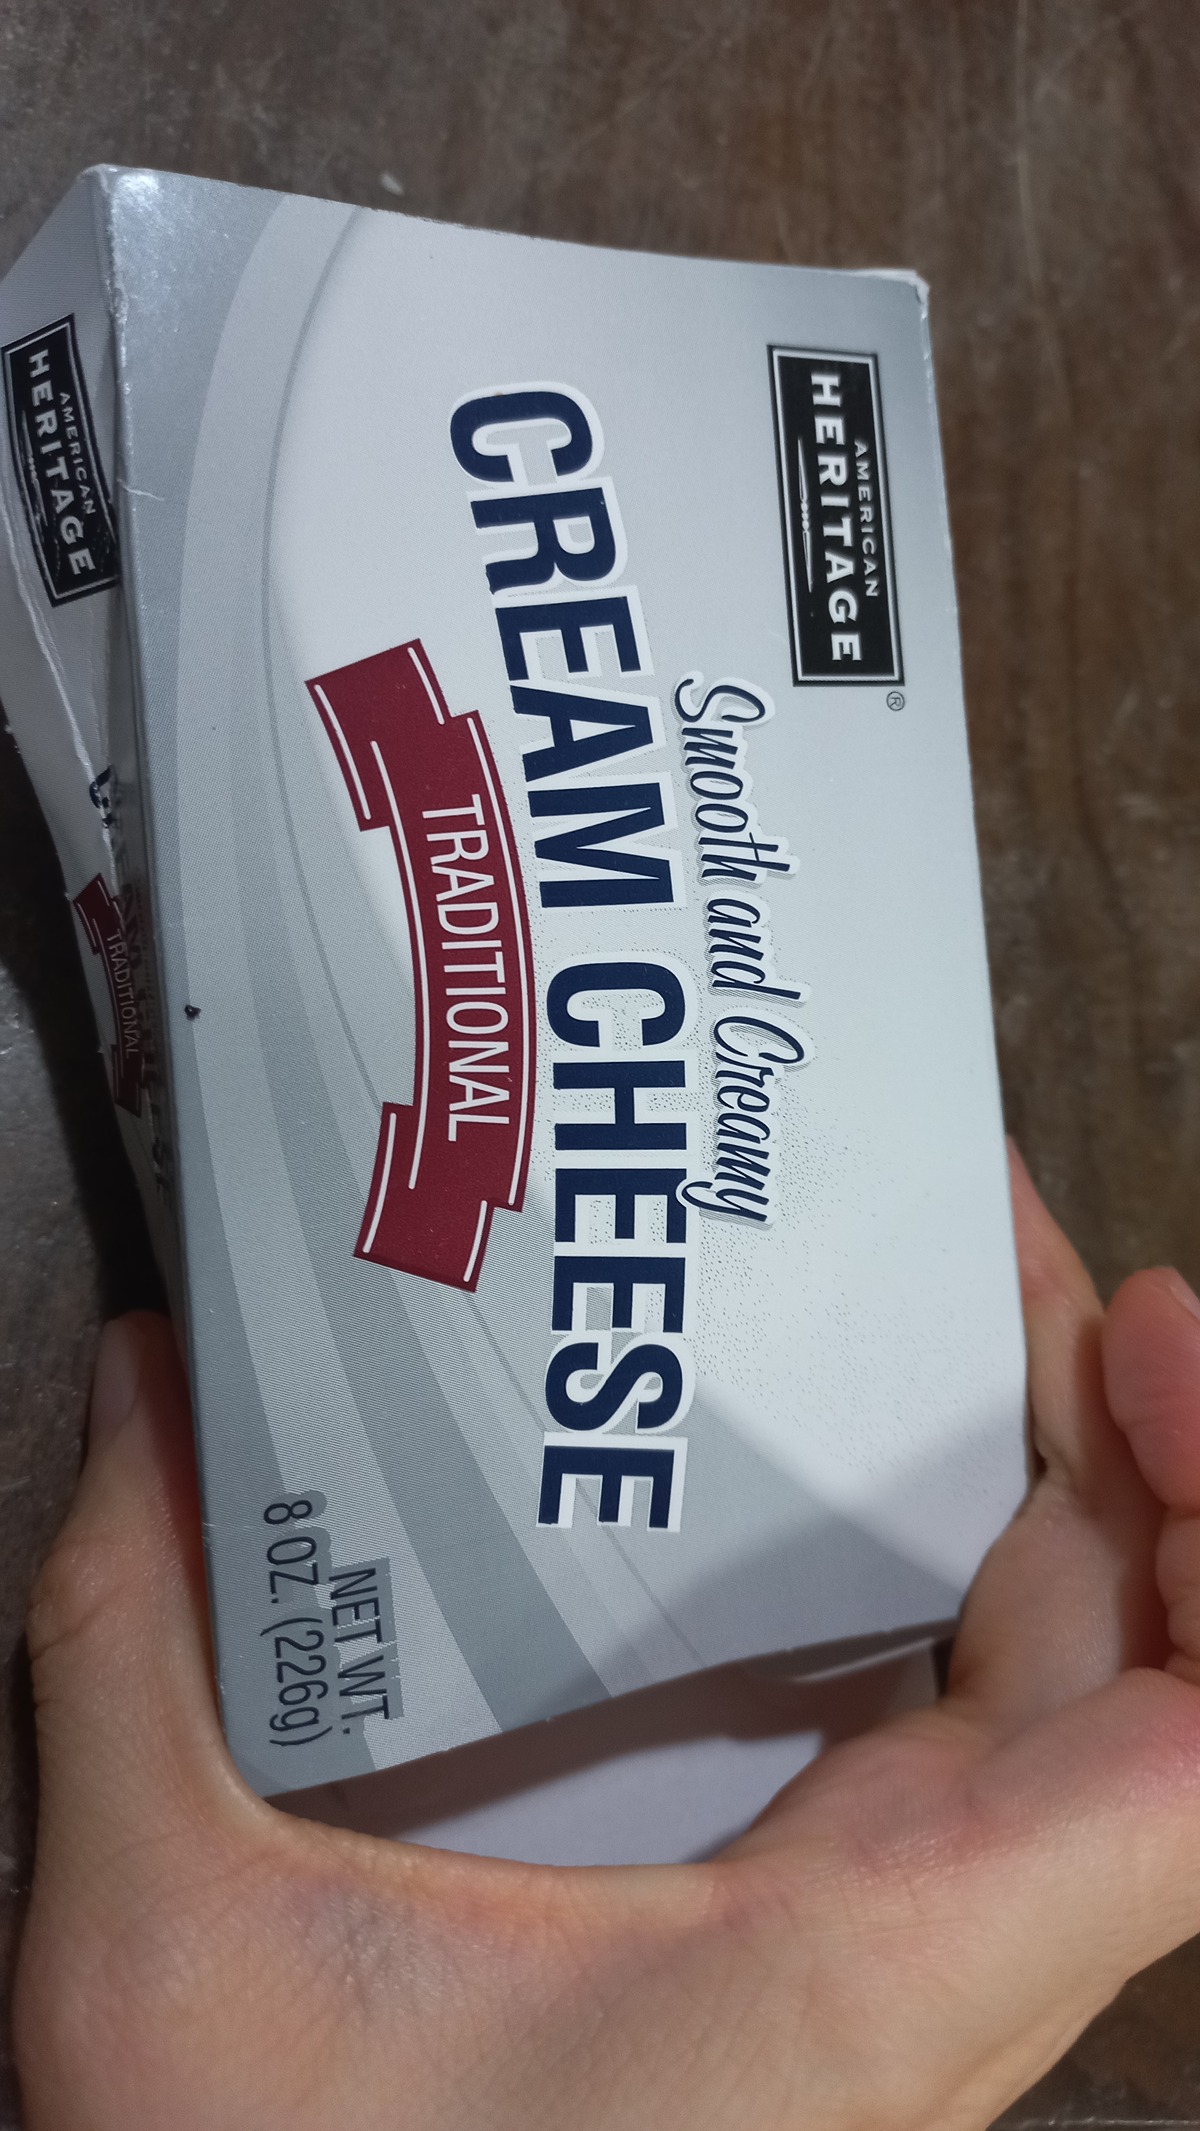 AMERICAN
HERITAGE
®
Smooth and Creamy
CREAM CHEESE
TRADITIONAL
NET WT.
8 OZ. (226g)
AMERICAN
HERITAGE
TRADITIONAL